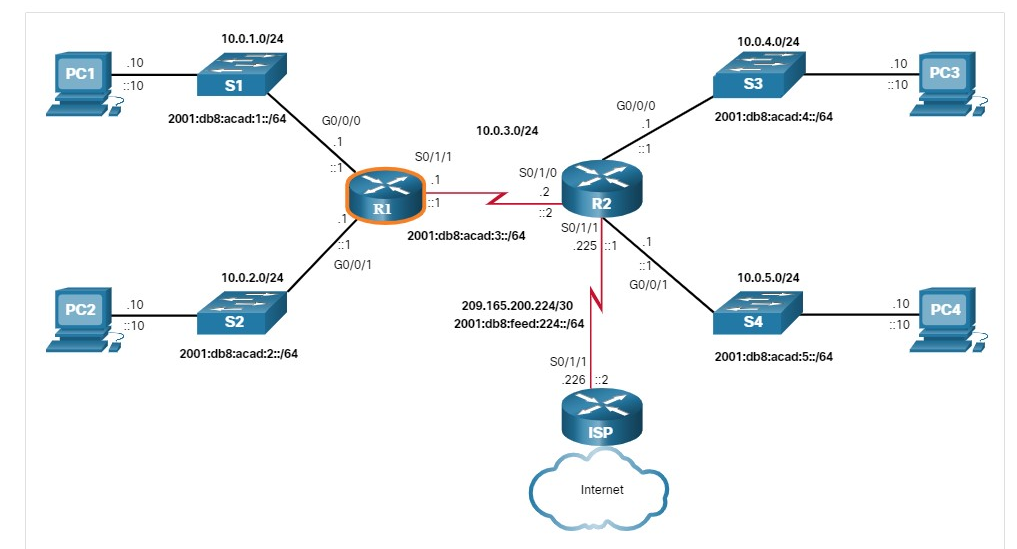 10.0.1.0/24
10.0.4.0/24
PC1
.10
::10
S1
S3
.10
::10
PC3
2001:db8:acad:1::/64
G0/0/0
.1
::1
10.0.3.0/24
G0/0/0
.1
::1
2001:db8:acad:4::/64
S0/1/1
.1
::1
R1
S0/1/0
.2
::2
R2
2001:db8:acad:3::/64
.1
::1
G0/0/1
S0/1/1
.225
::1
.1
::1
G0/0/1
10.0.2.0/24
10.0.5.0/24
PC2
.10
::10
S2
209.165.200.224/30
2001:db8:feed:224::/64
S4
.10
::10
PC4
2001:db8:acad:2::/64
2001:db8:acad:5::/64
S0/1/1
.226
::2
ISP
Internet